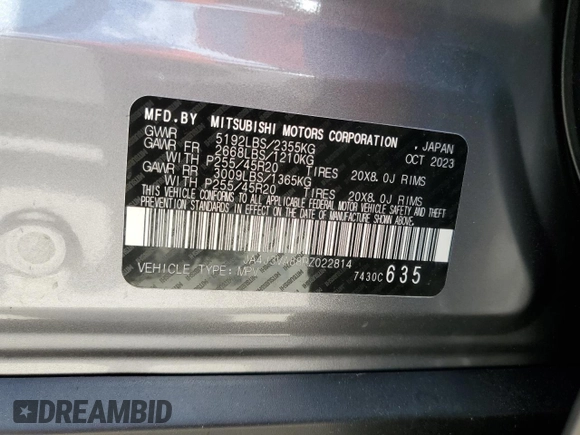 MFD.BY MITSUBISHI MOTORS CORPORATION, JAPAN
GVWR 5192LBS/2355KG OCT 2023
GAWR FR 2668LBS/1210KG
WITH P255/45R20 TIRES 20X8.0J RIMS
GAWR RR 3009LBS/1365KG
WITH P255/45R20 TIRES 20X8.0J RIMS
THIS VEHICLE CONFORMS TO ALL APPLICABLE FEDERAL MOTOR VEHICLE SAFETY AND THEFT
PREVENTION STANDARDS IN EFFECT ON THE DATE OF MANUFACTURE SHOWN ABOVE.
VEHICLE TYPE: MPV 7430C 635
DREAMBID